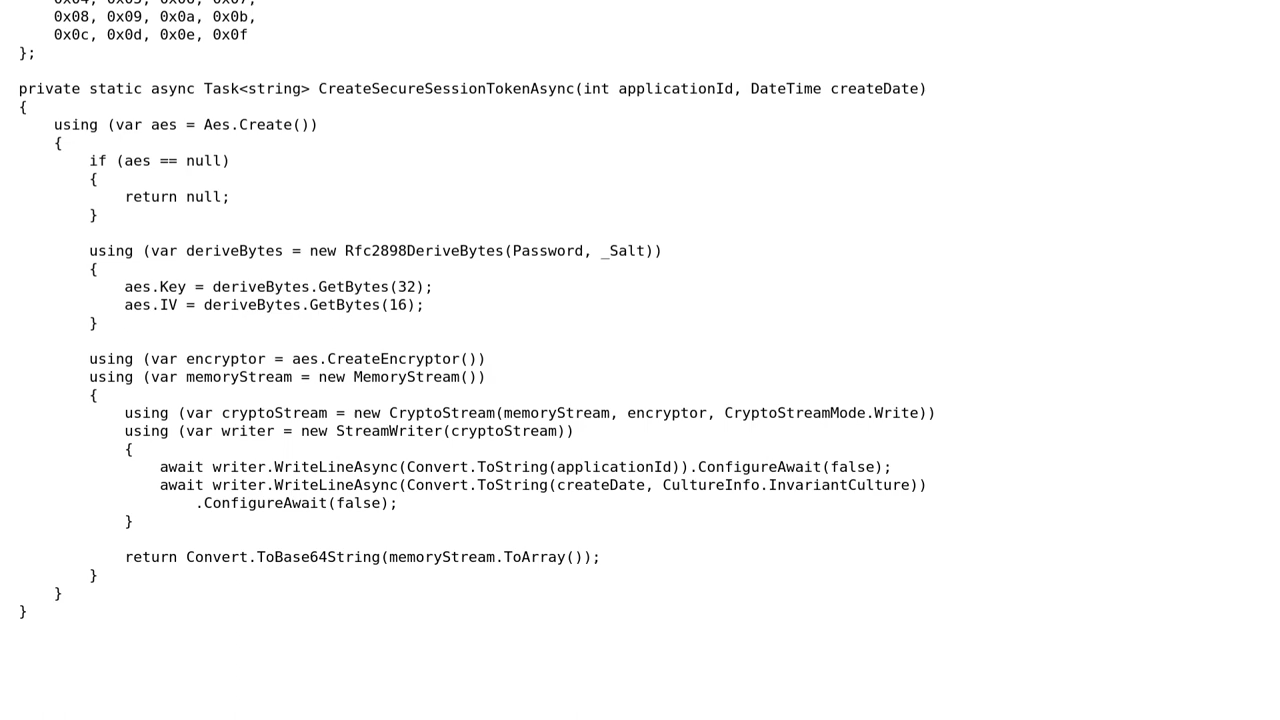 0x08, 0x09, 0x0a, 0x0b,
0x0c, 0x0d, 0x0e, 0x0f
};
private static async Task<string> CreateSecureSessionTokenAsync(int applicationId, DateTime createDate)
{
using (var aes = Aes.Create())
{
if (aes == null)
{
return null;
}
using (var deriveBytes = new Rfc2898DeriveBytes(Password, _Salt))
{
aes.Key = deriveBytes.GetBytes(32);
aes.IV = deriveBytes.GetBytes(16);
}
using (var encryptor = aes.CreateEncryptor())
using (var memoryStream = new MemoryStream())
{
using (var cryptoStream = new CryptoStream(memoryStream, encryptor, CryptoStreamMode.Write))
using (var writer = new StreamWriter(cryptoStream))
{
await writer.WriteLineAsync(Convert.ToString(applicationId)).ConfigureAwait(false);
await writer.WriteLineAsync(Convert.ToString(createDate, CultureInfo.InvariantCulture))
.ConfigureAwait(false);
}
return Convert.ToBase64String(memoryStream.ToArray());
}
}
}